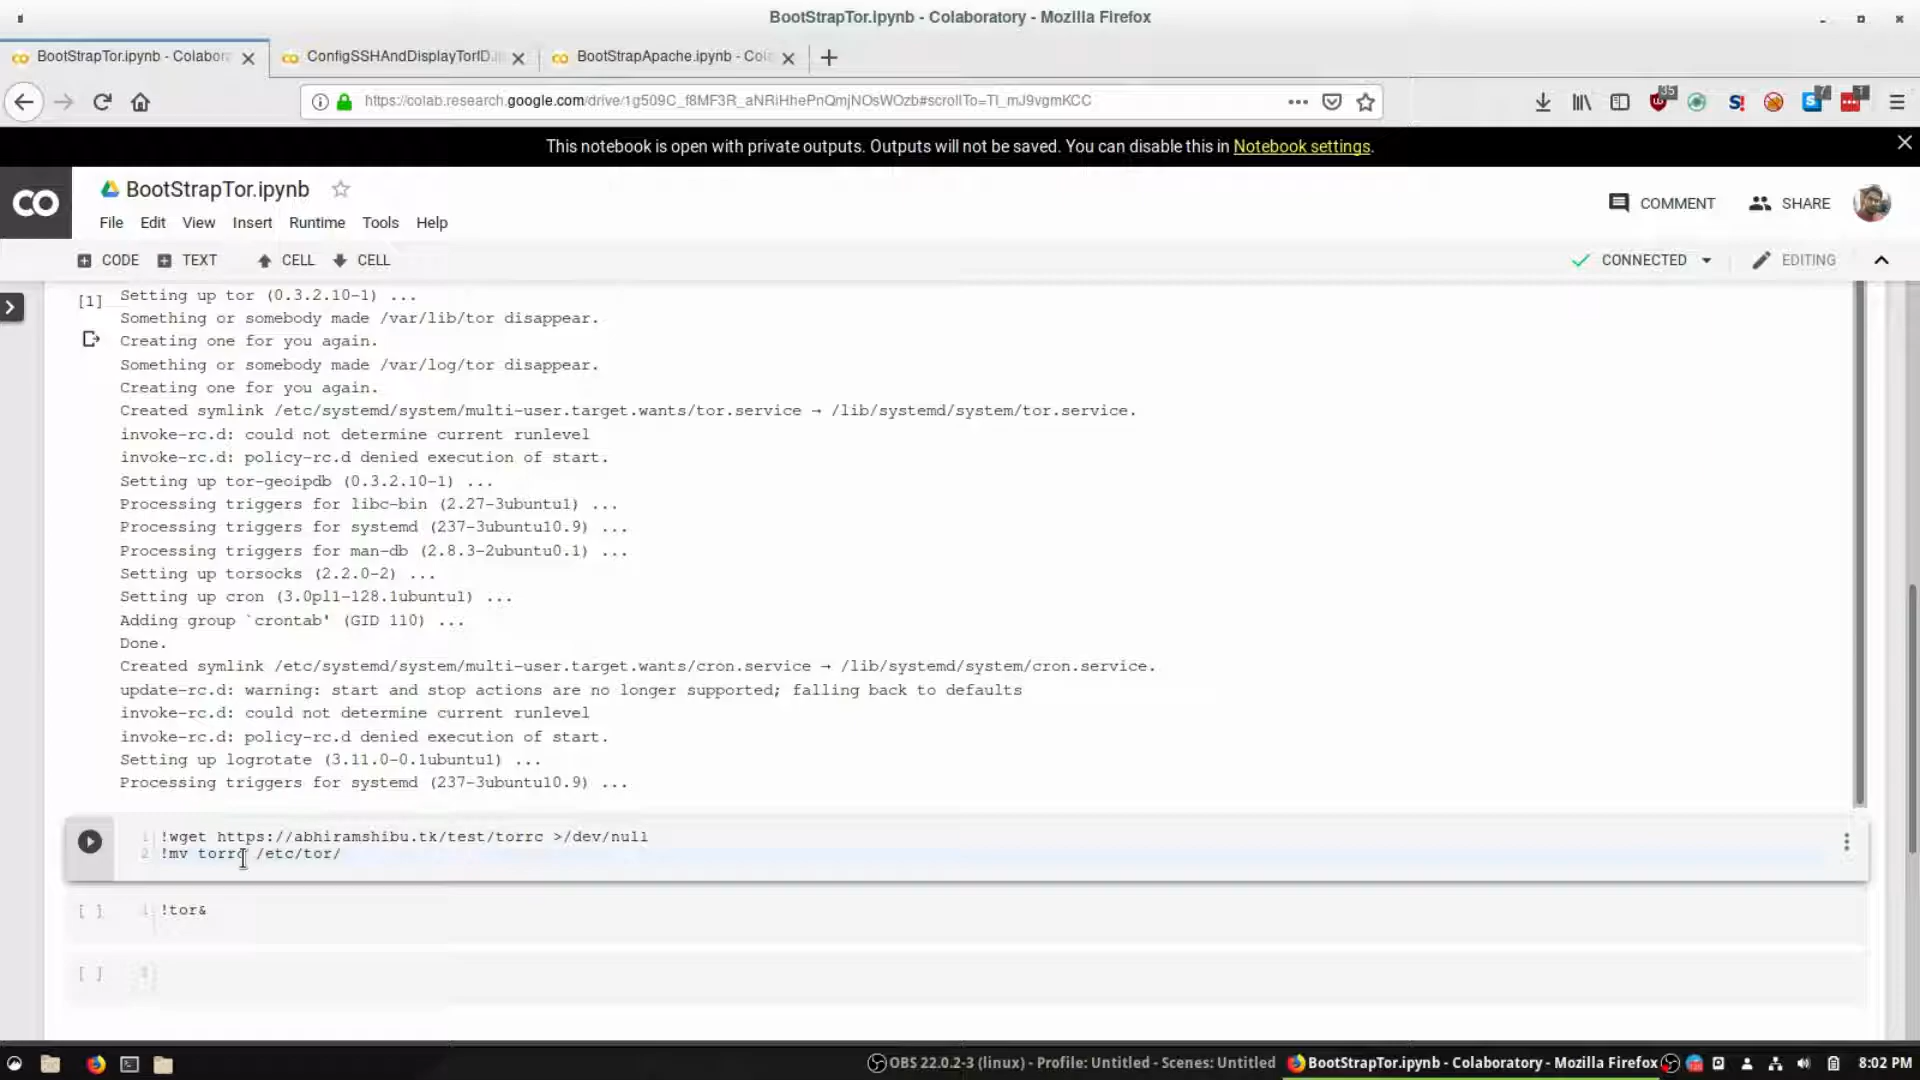 BootStrapTor.ipynb - Colaboratory - Mozilla Firefox
BootStrapTor.ipynb - Colabor
ConfigSSHAndDisplayTorID.i
BootStrapApache.ipynb - Col
https://colab.research.google.com/drive/1g509C_f8MF3R_aNRiHhePnQmjNOsWOzb#scrollTo=TI_mJ9vgmKCC
35
S!
7
1
This notebook is open with private outputs. Outputs will not be saved. You can disable this in Notebook settings.
CO
BootStrapTor.ipynb
COMMENT
SHARE
File Edit View Insert Runtime Tools Help
CODE TEXT CELL CELL
CONNECTED
EDITING
[1] Setting up tor (0.3.2.10-1) ...
Something or somebody made /var/lib/tor disappear.
Creating one for you again.
Something or somebody made /var/log/tor disappear.
Creating one for you again.
Created symlink /etc/systemd/system/multi-user.target.wants/tor.service → /lib/systemd/system/tor.service.
invoke-rc.d: could not determine current runlevel
invoke-rc.d: policy-rc.d denied execution of start.
Setting up tor-geoipdb (0.3.2.10-1) ...
Processing triggers for libc-bin (2.27-3ubuntu1) ...
Processing triggers for systemd (237-3ubuntu10.9) ...
Processing triggers for man-db (2.8.3-2ubuntu0.1) ...
Setting up torsocks (2.2.0-2) ...
Setting up cron (3.0pl1-128.1ubuntu1) ...
Adding group `crontab' (GID 110) ...
Done.
Created symlink /etc/systemd/system/multi-user.target.wants/cron.service → /lib/systemd/system/cron.service.
update-rc.d: warning: start and stop actions are no longer supported; falling back to defaults
invoke-rc.d: could not determine current runlevel
invoke-rc.d: policy-rc.d denied execution of start.
Setting up logrotate (3.11.0-0.1ubuntu1) ...
Processing triggers for systemd (237-3ubuntu10.9) ...
1 !wget https://abhiramshibu.tk/test/torrc >/dev/null
2 !mv torrc /etc/tor/
[ ] 1 !tor&
[ ]
OBS 22.0.2-3 (linux) - Profile: Untitled - Scenes: Untitled
BootStrapTor.ipynb - Colaboratory - Mozilla Firefox
8:02 PM